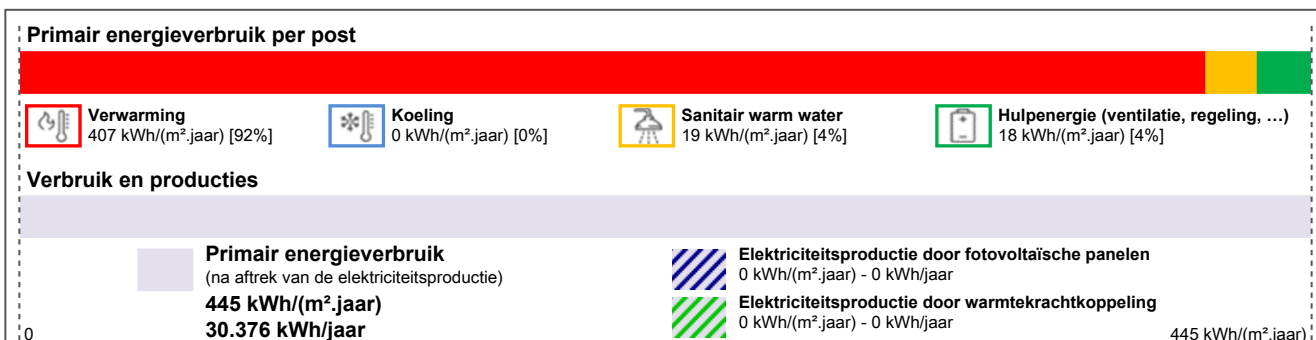 Primair energieverbruik per post
Verwarming
407 kWh/(m².jaar) [92%]
Koeling
0 kWh/(m².jaar) [0%]
Sanitair warm water
19 kWh/(m².jaar) [4%]
Hulpenergie (ventilatie, regeling, …)
18 kWh/(m².jaar) [4%]
Verbruik en producties
Primair energieverbruik
(na aftrek van de elektriciteitsproductie)
445 kWh/(m².jaar)
30.376 kWh/jaar
Elektriciteitsproductie door fotovoltaïsche panelen
0 kWh/(m².jaar) - 0 kWh/jaar
Elektriciteitsproductie door warmtekrachtkoppeling
0 kWh/(m².jaar) - 0 kWh/jaar
0
445 kWh/(m².jaar)